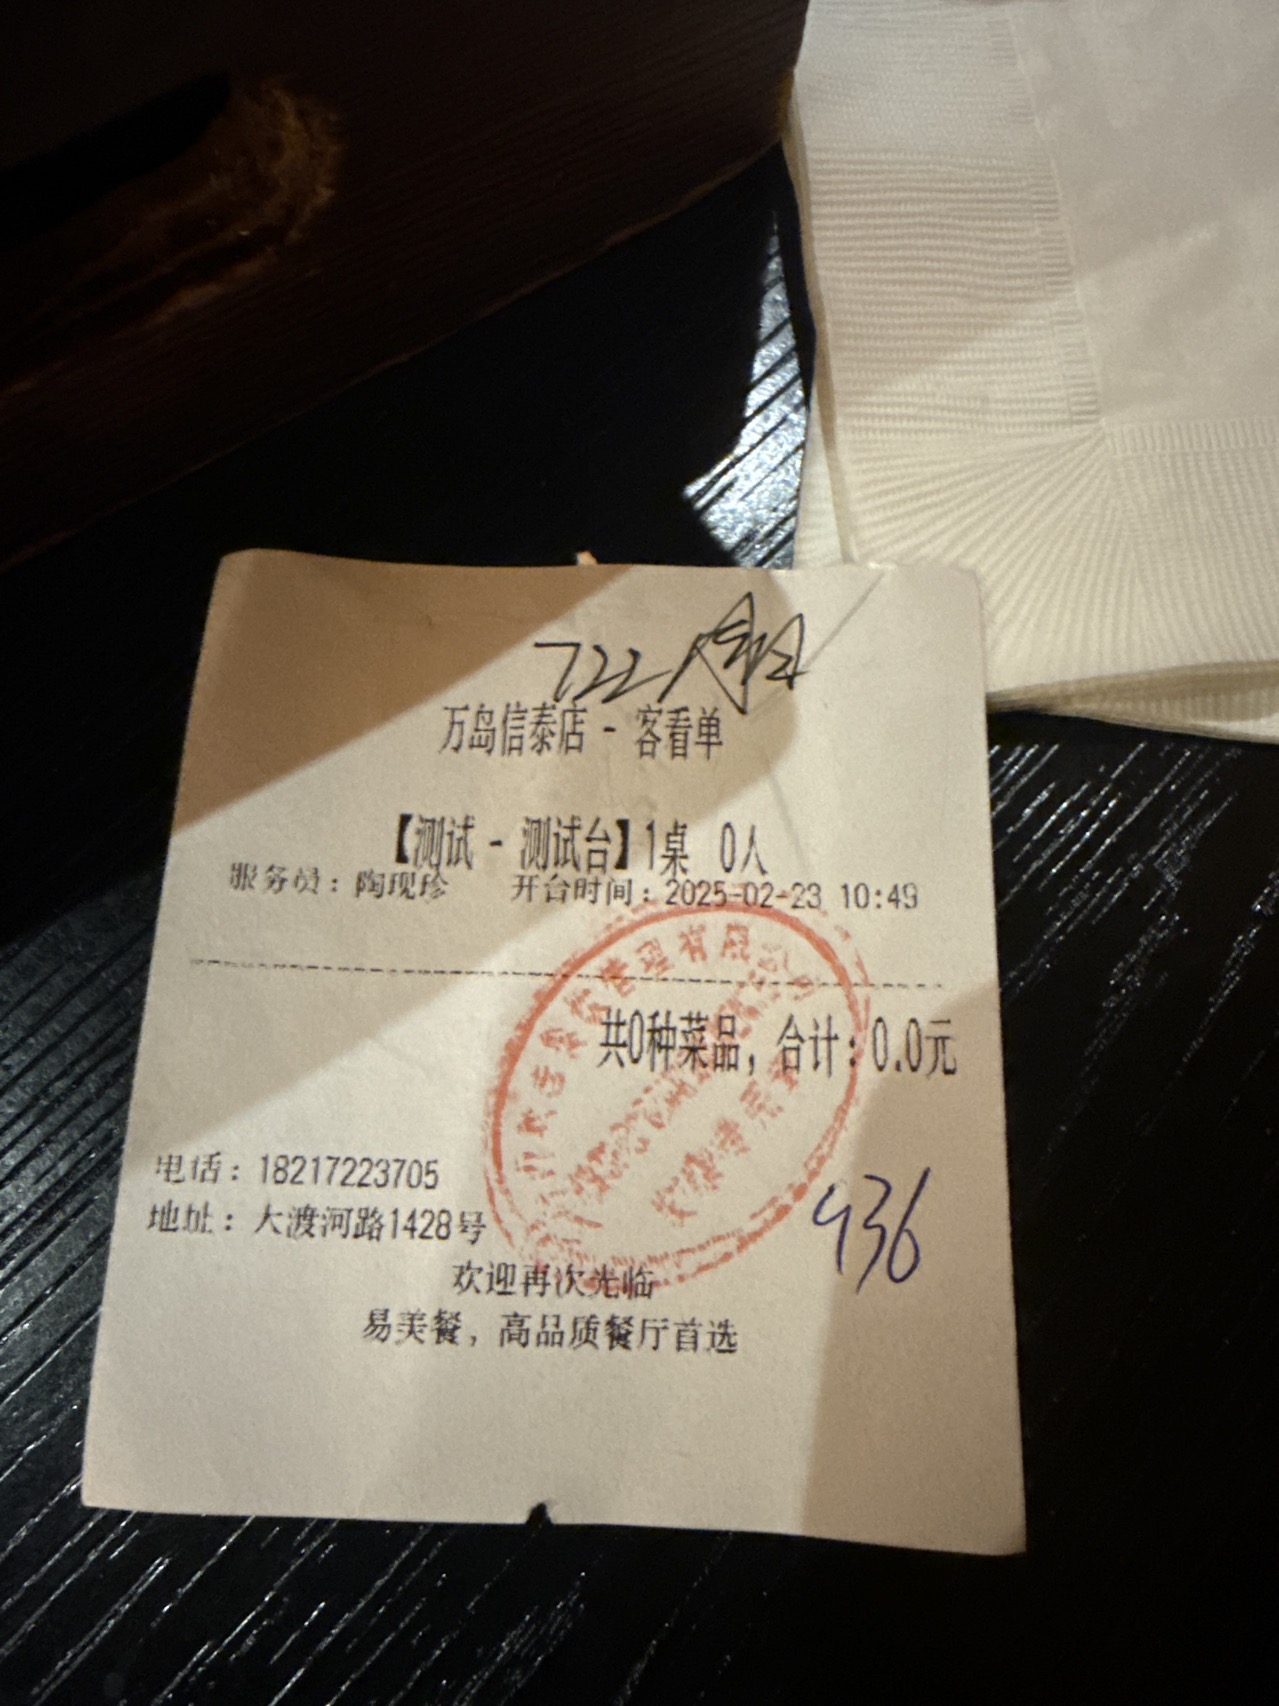 722
万岛信泰店 - 客看单
【测试 - 测试台】1桌 0人
服务员：陶现珍 开台时间：2025-02-23 10:49
共0种菜品，合计：0.0元
电话：18217223705
地址：大渡河路1428号
936
欢迎再次光临
易美餐，高品质餐厅首选